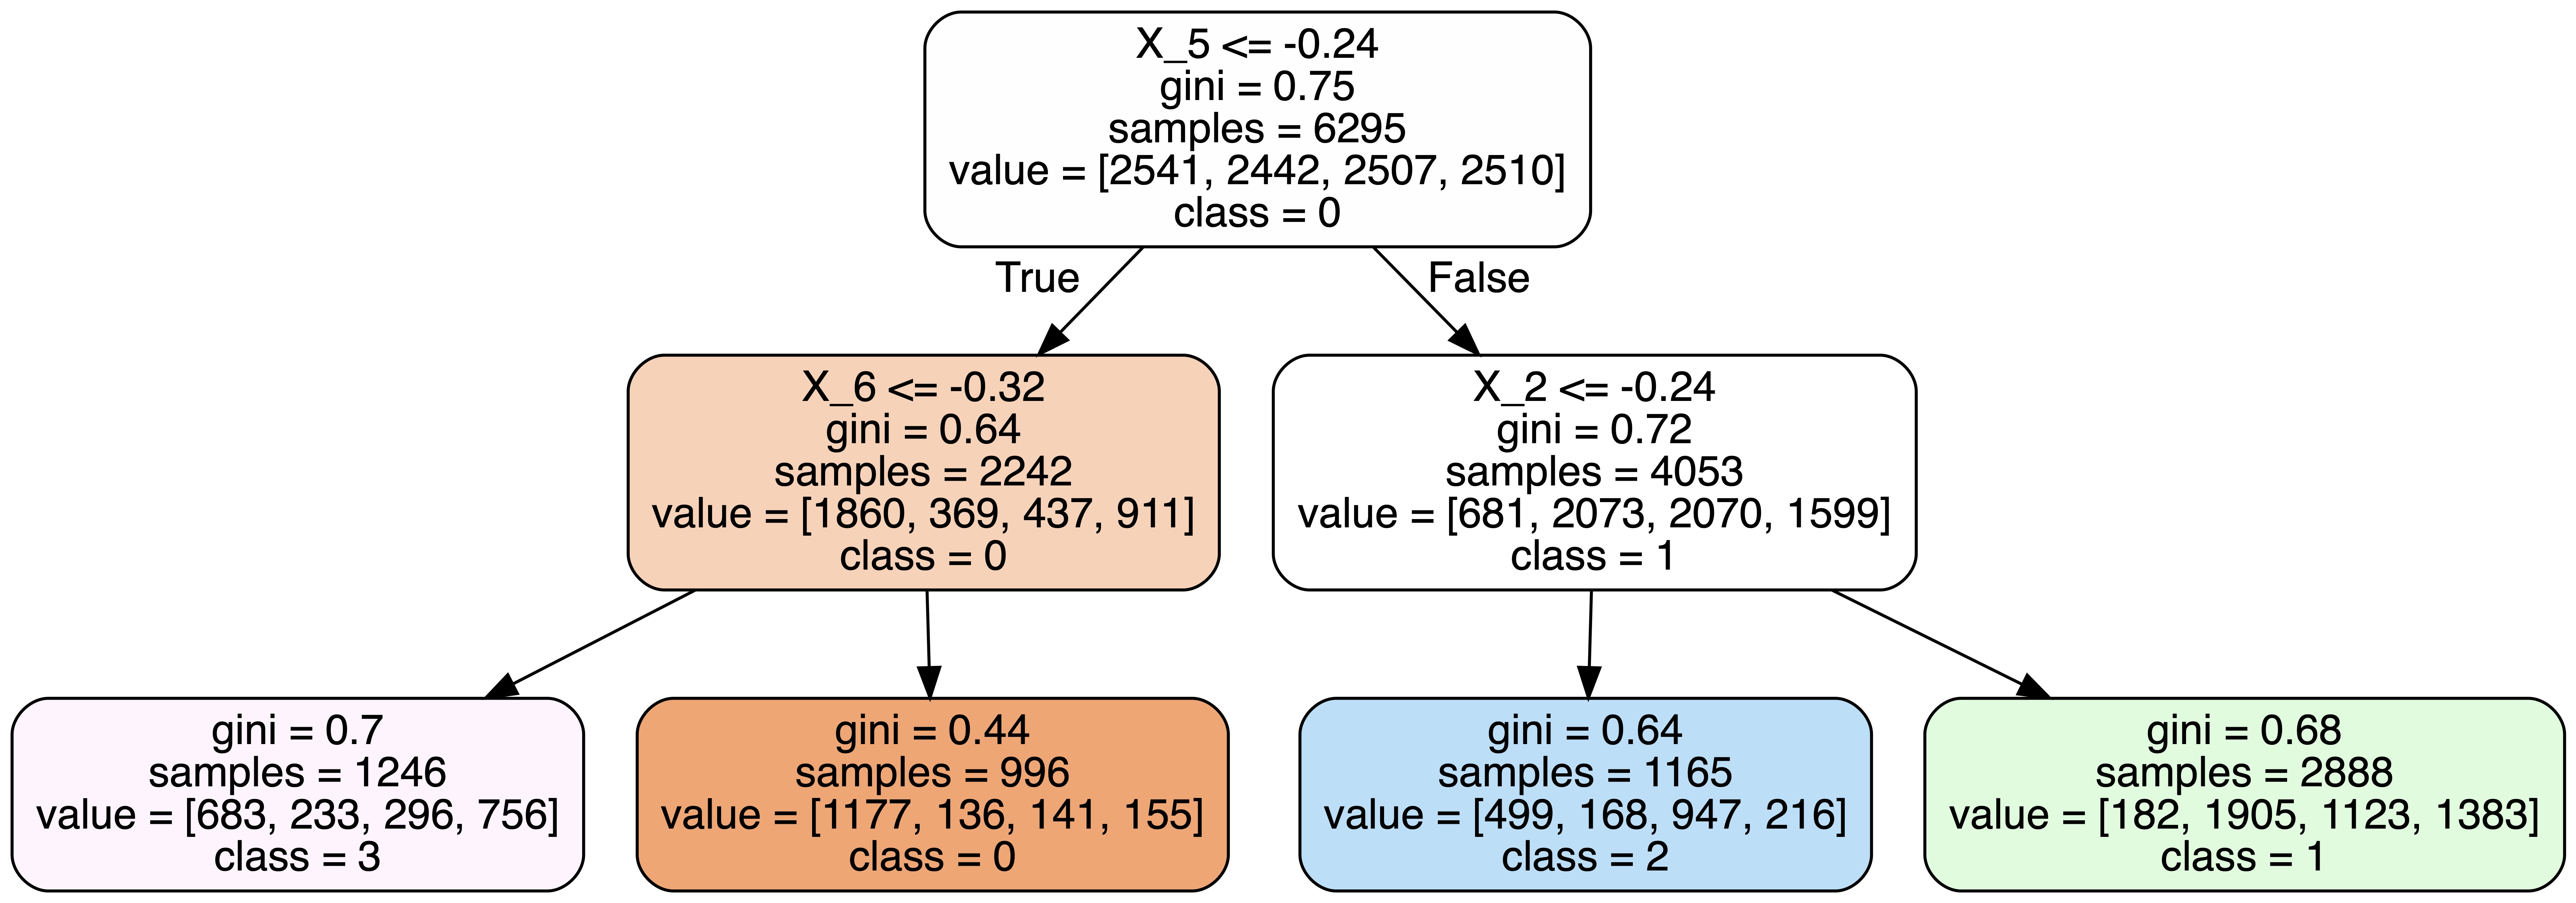 X_5 <= -0.24
gini = 0.75
samples = 6295
value = [2541, 2442, 2507, 2510]
class = 0
True
False
X_6 <= -0.32
gini = 0.64
samples = 2242
value = [1860, 369, 437, 911]
class = 0
X_2 <= -0.24
gini = 0.72
samples = 4053
value = [681, 2073, 2070, 1599]
class = 1
gini = 0.7
samples = 1246
value = [683, 233, 296, 756]
class = 3
gini = 0.44
samples = 996
value = [1177, 136, 141, 155]
class = 0
gini = 0.64
samples = 1165
value = [499, 168, 947, 216]
class = 2
gini = 0.68
samples = 2888
value = [182, 1905, 1123, 1383]
class = 1